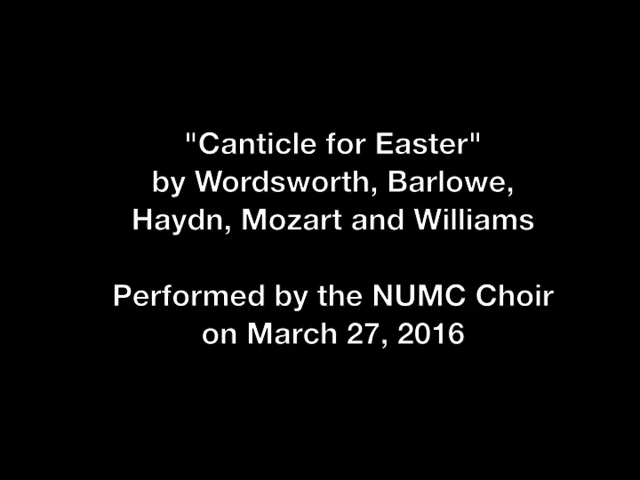 "Canticle for Easter"
by Wordsworth, Barlowe,
Haydn, Mozart and Williams
Performed by the NUMC Choir
on March 27, 2016